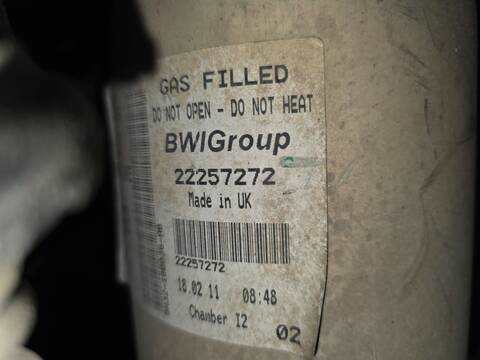 GAS FILLED
DO NOT OPEN - DO NOT HEAT
BWIGroup
22257272
Made in UK
22257272
18.02 11 08:48
Chamber 12
02